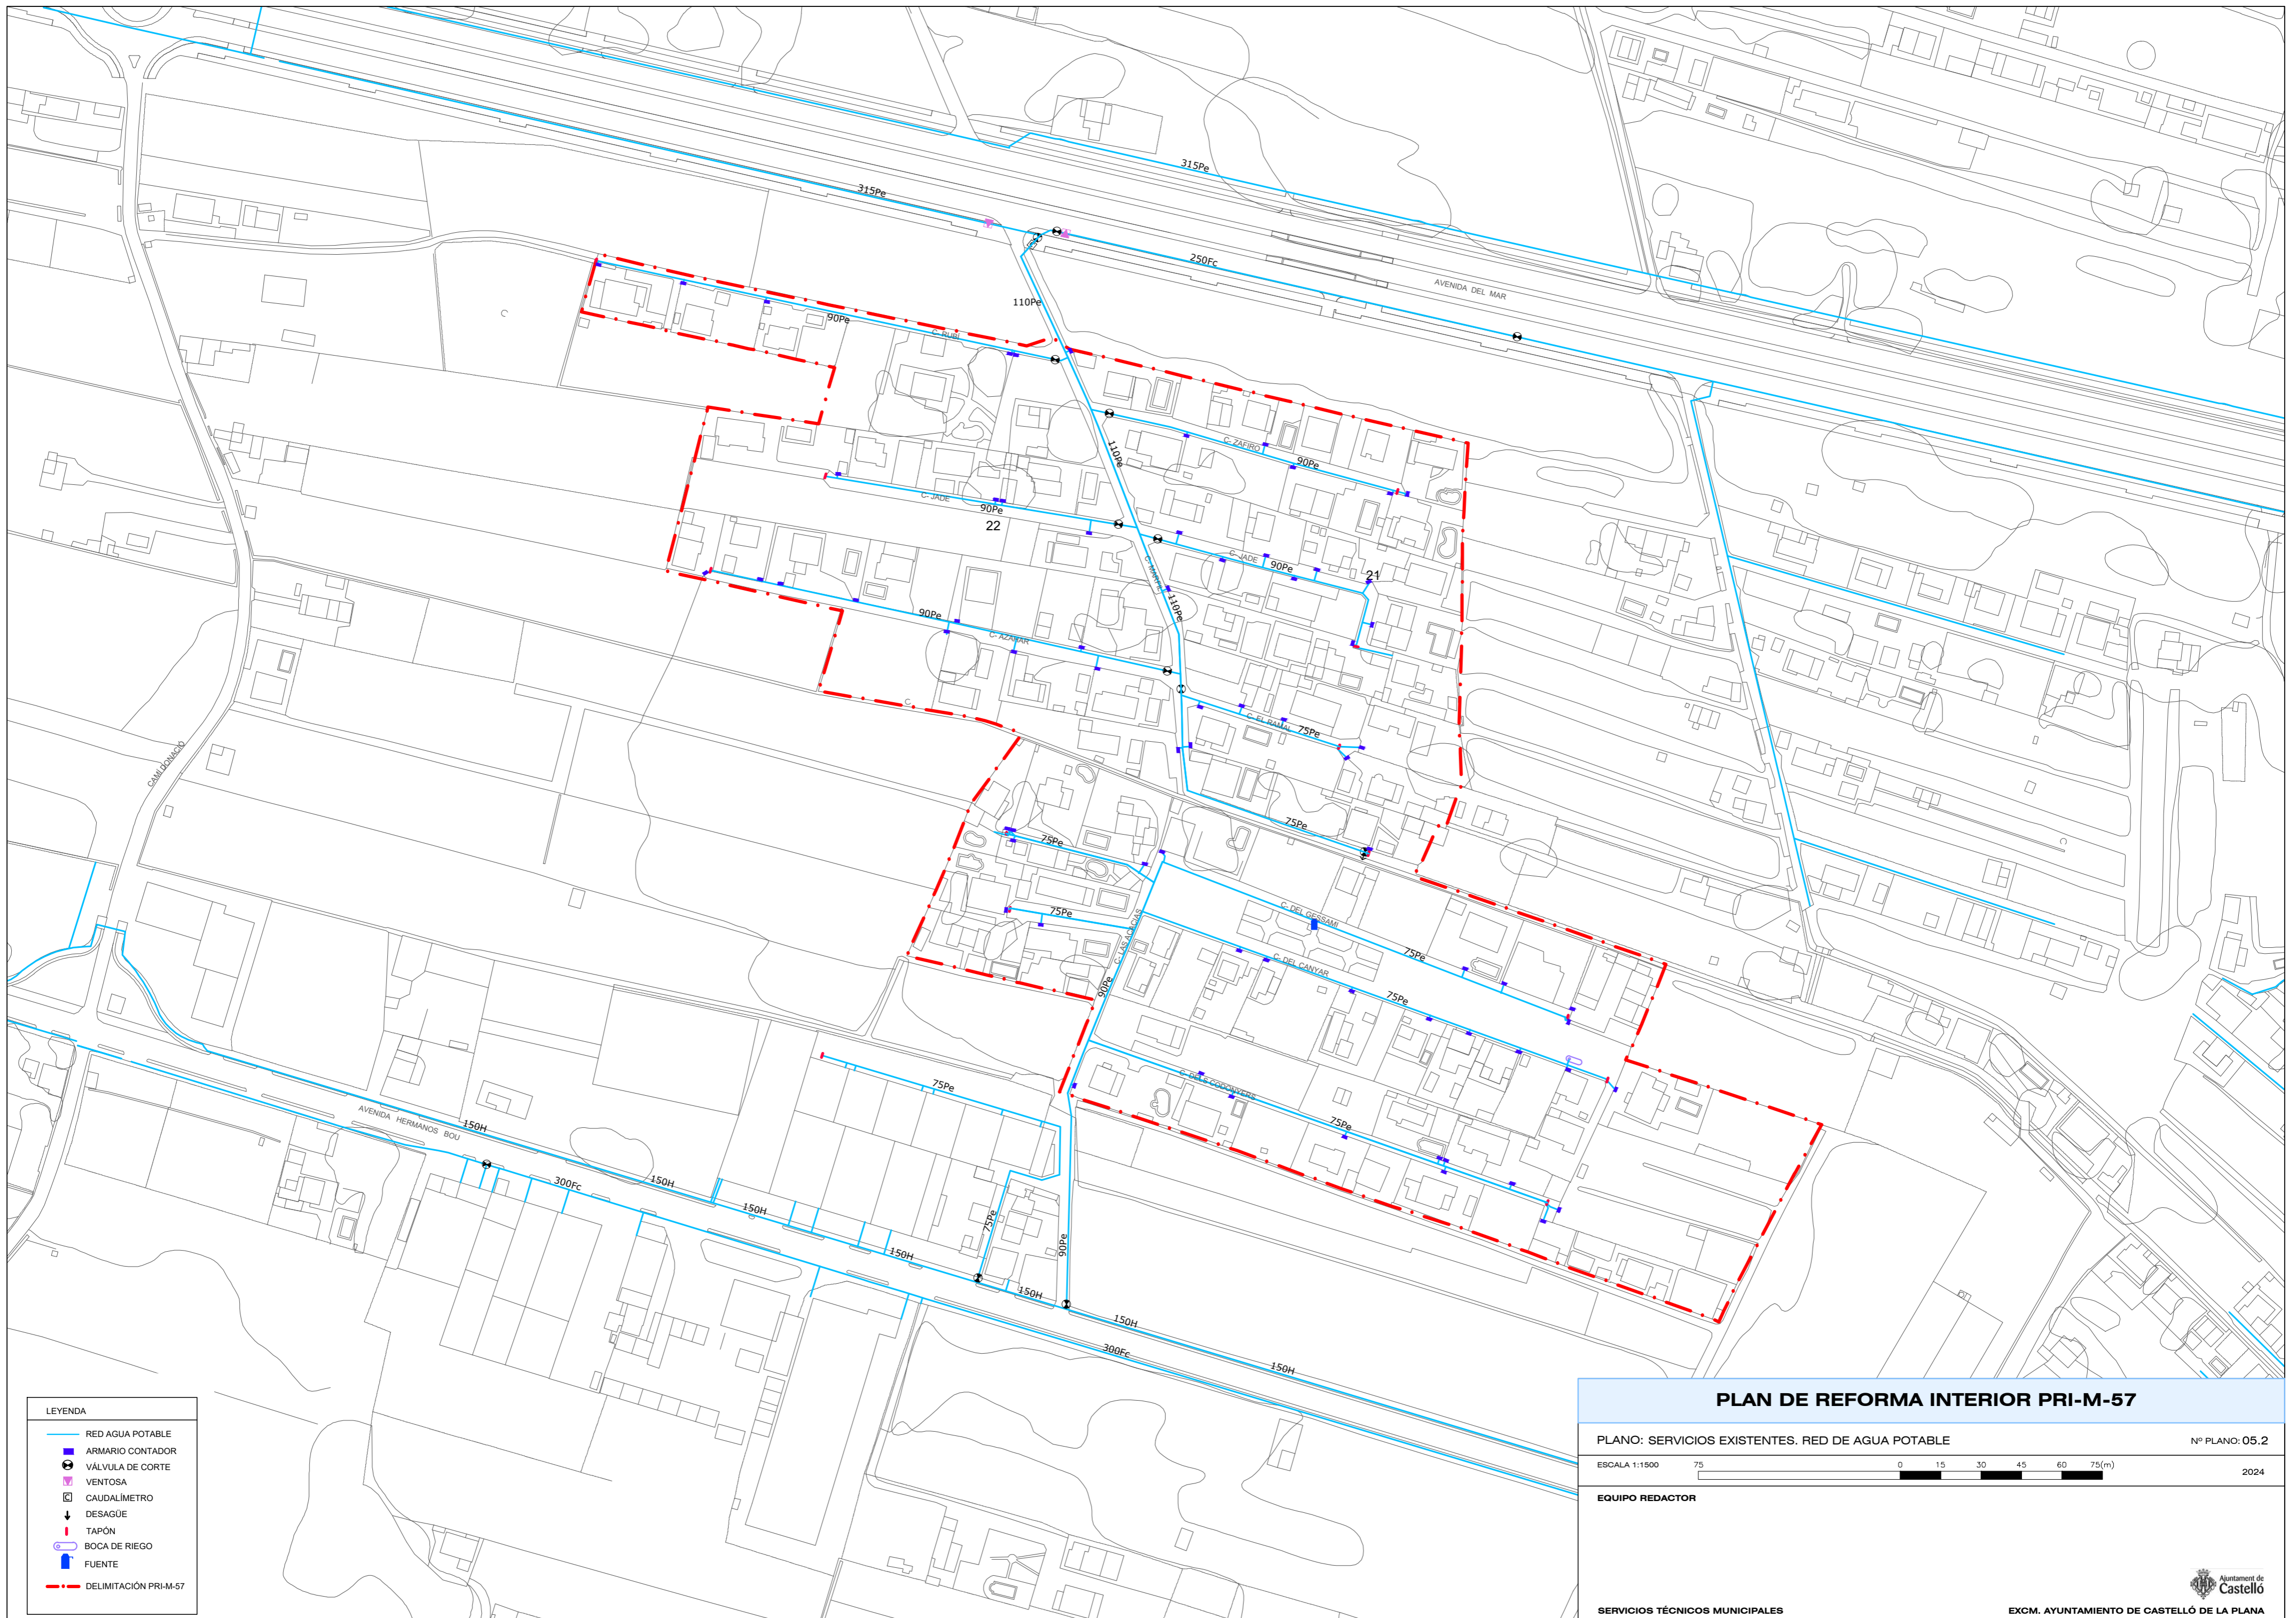 315Pe
315Pe
250Fc
AVENIDA DEL MAR
110Pe
90Pe
C- RUBÍ
110Pe
C- ZAFIRO
90Pe
C- JADE
90Pe
22
C- JADE
90Pe
21
C- MARFIL
110Pe
90Pe
C- AZAHAR
C- EL RAMAL
75Pe
CAMÍ DONACIÓ
75Pe
75Pe
75Pe
C- LAS ACACIAS
C- DEL GESSAMI
75Pe
C- DEL CANYAR
75Pe
90Pe
C- DELS CODONYERS
75Pe
75Pe
AVENIDA HERMANOS BOU
150H
150H
300Fc
150H
75Pe
90Pe
150H
150H
150H
300Fc
150H
LEYENDA
RED AGUA POTABLE
ARMARIO CONTADOR
VÁLVULA DE CORTE
VENTOSA
C CAUDALÍMETRO
DESAGÜE
TAPÓN
BOCA DE RIEGO
FUENTE
DELIMITACIÓN PRI-M-57
PLAN DE REFORMA INTERIOR PRI-M-57
PLANO: SERVICIOS EXISTENTES. RED DE AGUA POTABLE Nº PLANO: 05.2
ESCALA 1:1500 75 0 15 30 45 60 75(m) 2024
EQUIPO REDACTOR
Ajuntament de
Castelló
SERVICIOS TÉCNICOS MUNICIPALES EXCM. AYUNTAMIENTO DE CASTELLÓ DE LA PLANA